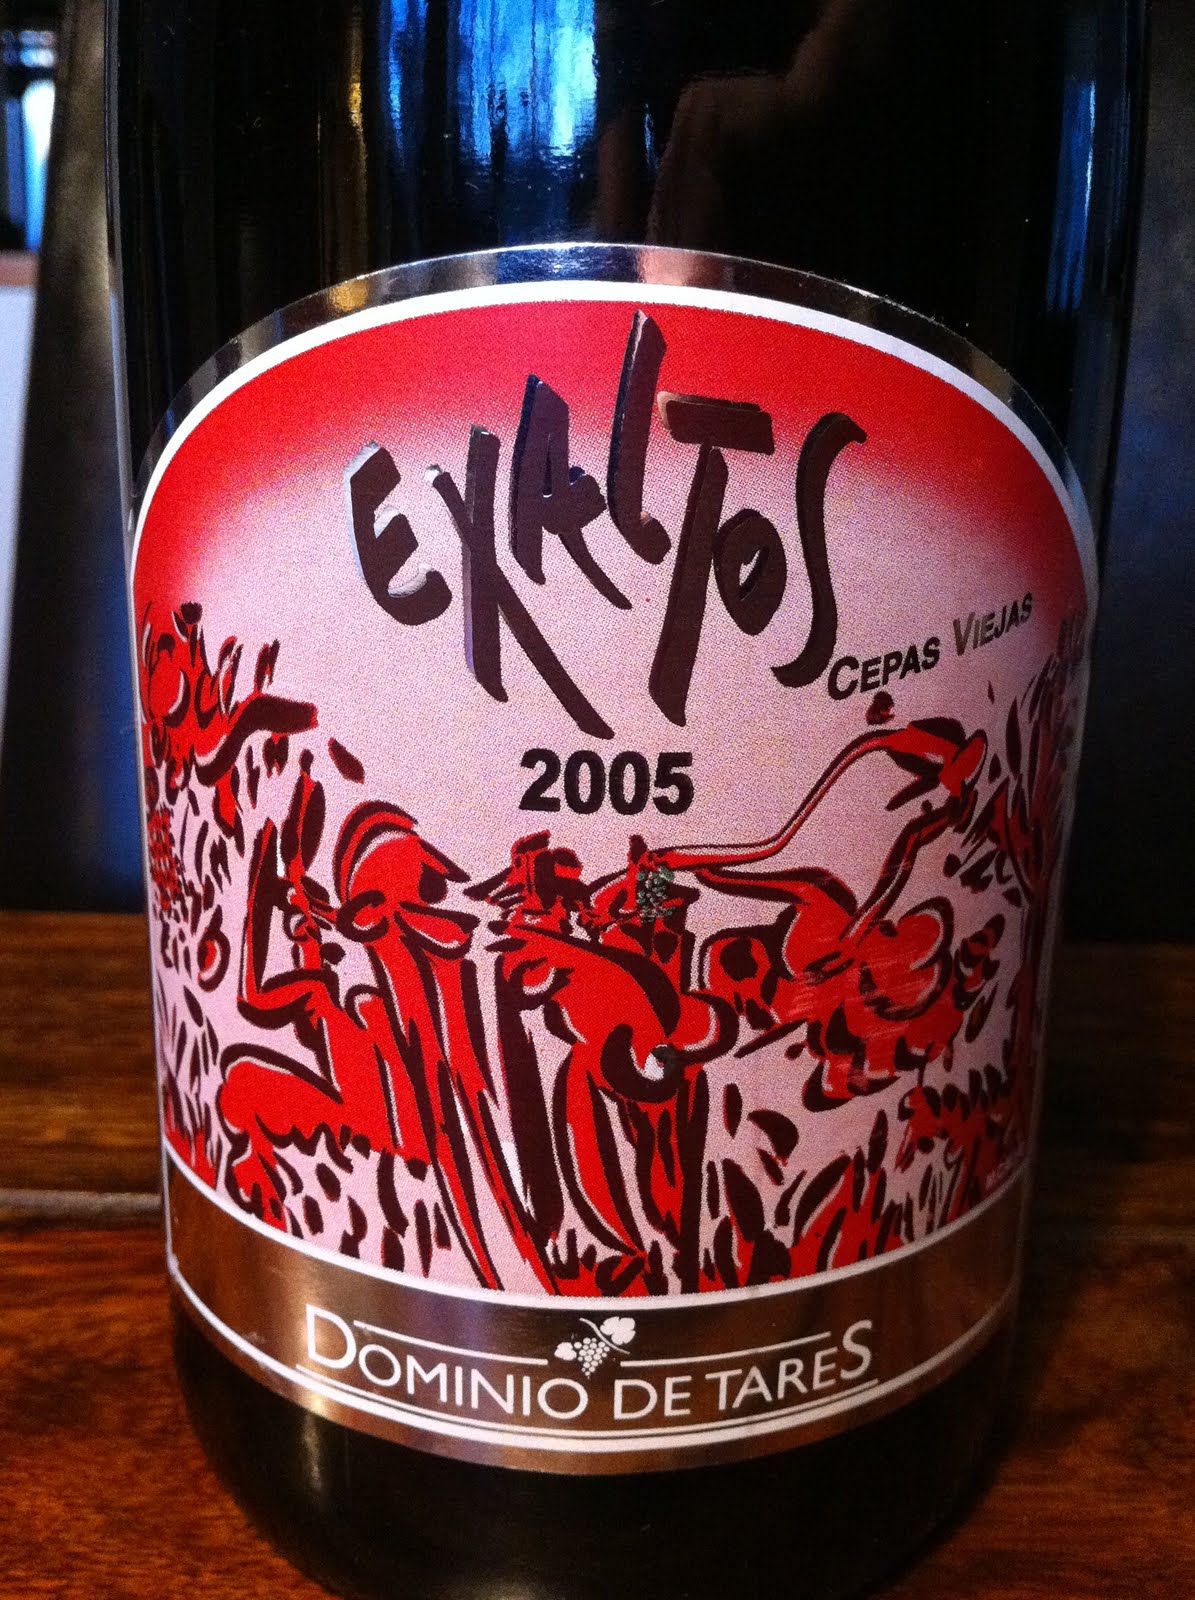 EXALTOS
CEPAS VIEJAS
2005
DOMINIO DE TARES